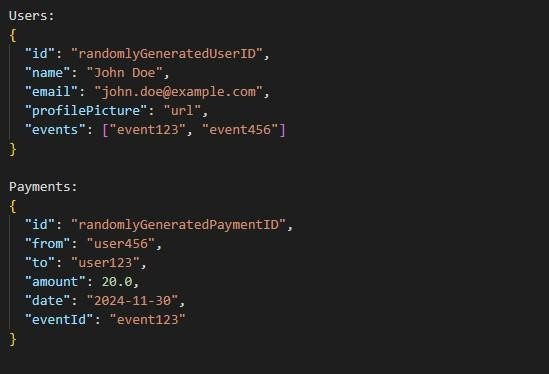 Users:
{
"id": "randomlyGeneratedUserID",
"name": "John Doe",
"email": "john.doe@example.com",
"profilePicture": "url",
"events": ["event123", "event456"]
}
Payments:
{
"id": "randomlyGeneratedPaymentID",
"from": "user456",
"to": "user123",
"amount": 20.0,
"date": "2024-11-30",
"eventId": "event123"
}